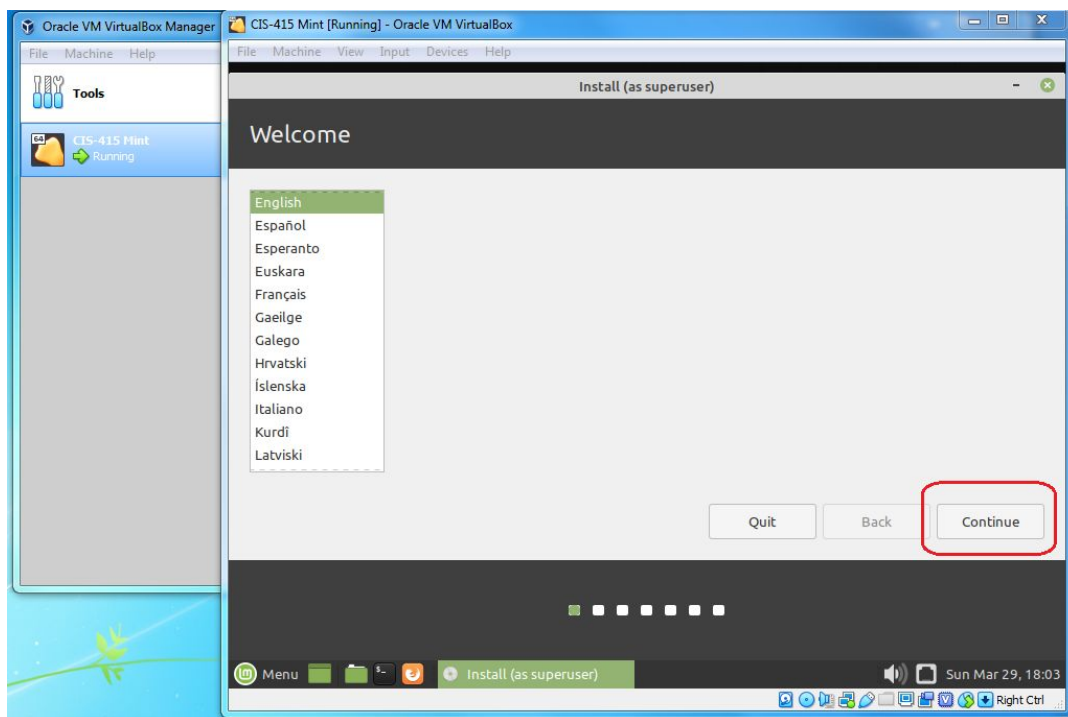 Oracle VM VirtualBox Manager
File Machine Help
Tools
64
CIS-415 Mint
Running
CIS-415 Mint [Running] - Oracle VM VirtualBox
File Machine View Input Devices Help
Install (as superuser)
Welcome
English
Español
Esperanto
Euskara
Français
Gaeilge
Galego
Hrvatski
Íslenska
Italiano
Kurdî
Latviski
Quit Back Continue
Menu Install (as superuser) Sun Mar 29, 18:03
Right Ctrl